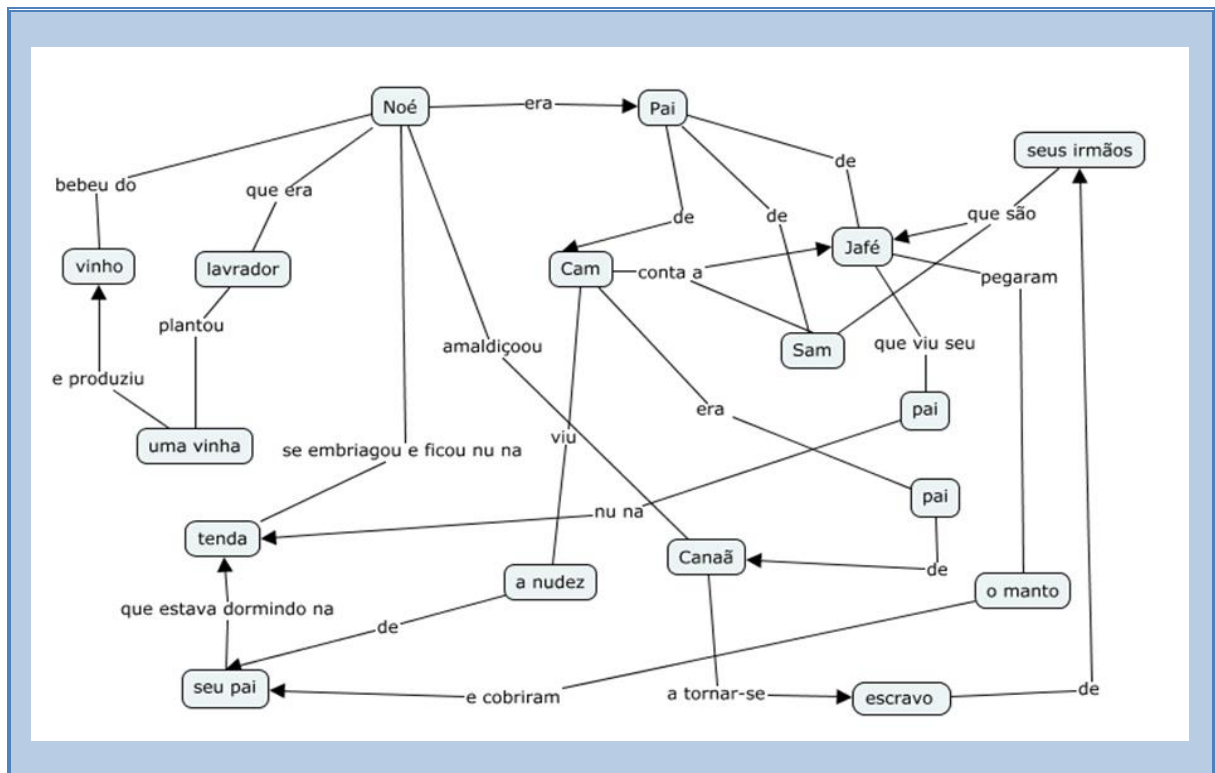 Noé
era
Pai
seus irmãos
de
bebeu do
que era
de
de
que são
Jafé
vinho
lavrador
Cam
conta a
pegaram
plantou
amaldiçoou
Sam
que viu seu
e produziu
era
pai
uma vinha
se embriagou e ficou nu na
viu
pai
nu na
tenda
Canaã
de
a nudez
o manto
que estava dormindo na
de
seu pai
e cobriram
a tornar-se
escravo
de